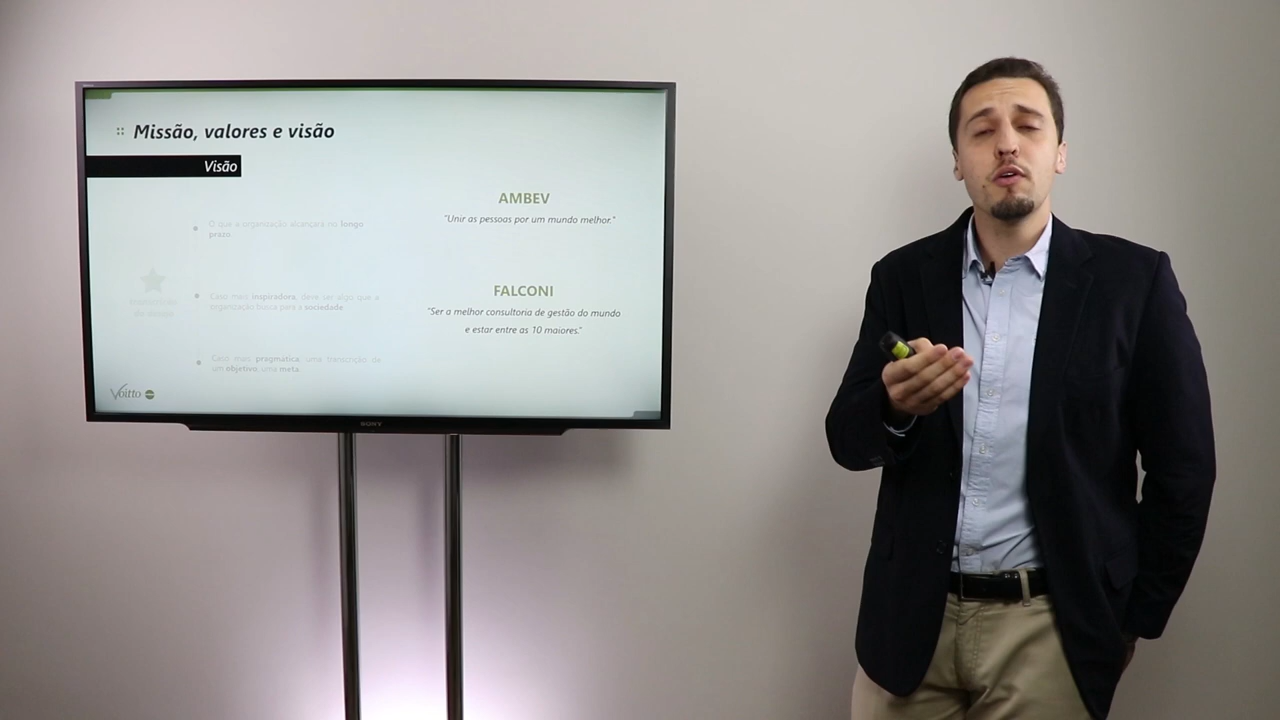 Missão, valores e visão
Visão
O que a organização alcançará no longo
prazo.
Caso mais inspiradora, deve ser algo que a
organização busca para a sociedade.
Caso mais pragmática, uma transcrição de
um objetivo, uma meta.
AMBEV
"Unir as pessoas por um mundo melhor."
FALCONI
"Ser a melhor consultoria de gestão do mundo
e estar entre as 10 maiores."
Voitto
SONY